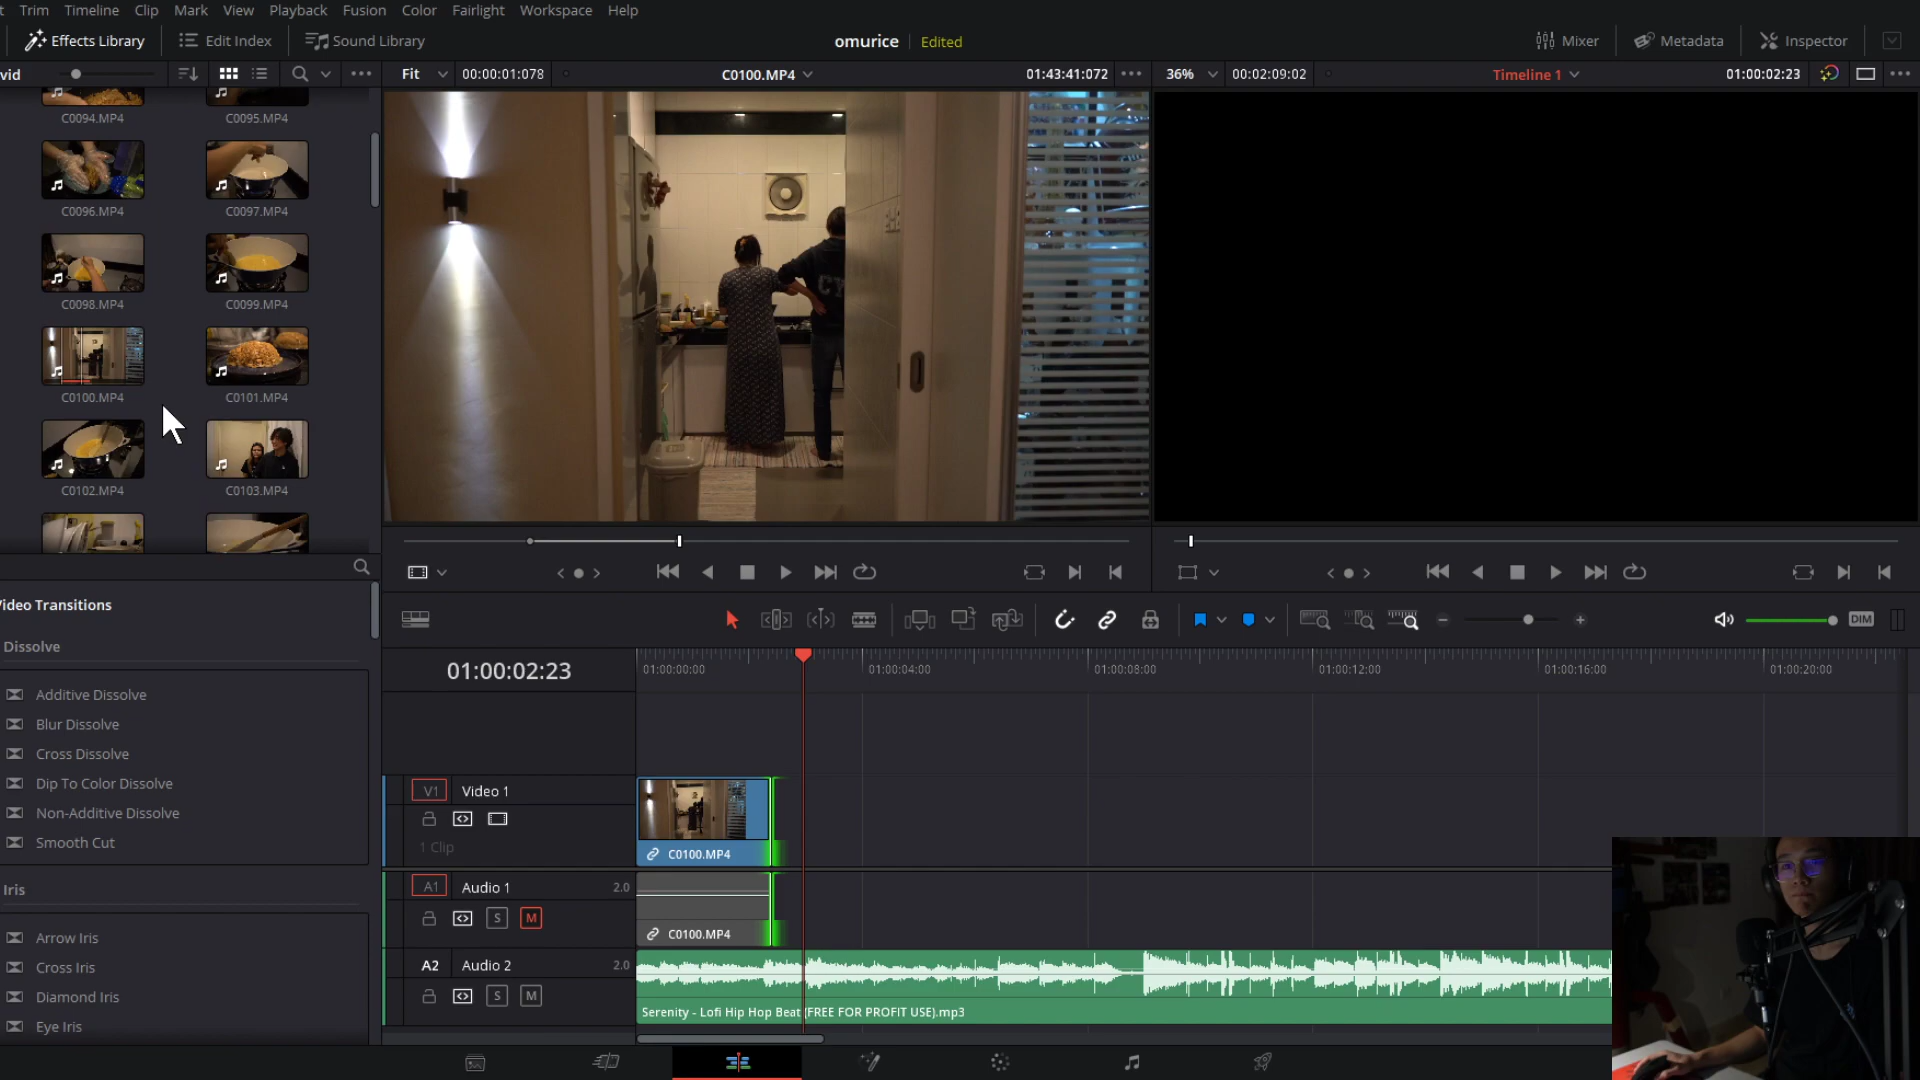 t Trim Timeline Clip Mark View Playback Fusion Color Fairlight Workspace Help
Effects Library Edit Index Sound Library omurice Edited Mixer Metadata Inspector
vid Fit 00:00:01:078 C0100.MP4 01:43:41:072 36% 00:02:09:02 Timeline 1 01:00:02:23
C0094.MP4 C0095.MP4
C0096.MP4 C0097.MP4
C0098.MP4 C0099.MP4
C0100.MP4 C0101.MP4
C0102.MP4 C0103.MP4
ideo Transitions
Dissolve
Additive Dissolve
Blur Dissolve
Cross Dissolve
Dip To Color Dissolve
Non-Additive Dissolve
Smooth Cut
Iris
Arrow Iris
Cross Iris
Diamond Iris
Eye Iris
DIM
01:00:02:23 01:00:00:00 01:00:04:00 01:00:08:00 01:00:12:00 01:00:16:00 01:00:20:00
V1 Video 1
1 Clip
C0100.MP4
A1 Audio 1 2.0
S M
C0100.MP4
A2 Audio 2 2.0
S M
Serenity - Lofi Hip Hop Beat (FREE FOR PROFIT USE).mp3